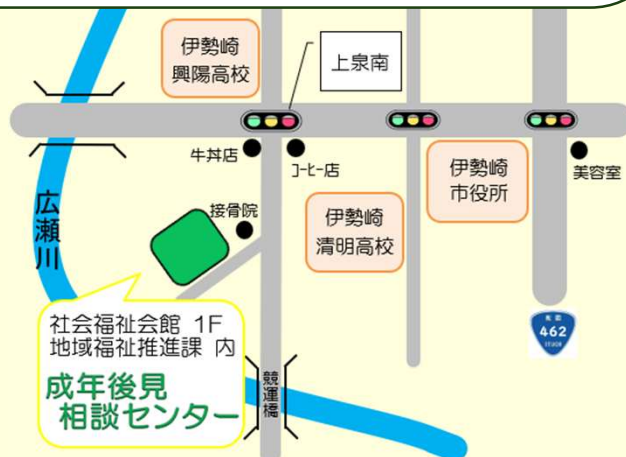 伊勢崎
興陽高校
上泉南
牛丼店
コーヒー店
伊勢崎
市役所
美容室
広瀬川
接骨院
伊勢崎
清明高校
462
社会福祉会館 1F
地域福祉推進課 内
成年後見
相談センター
競運橋